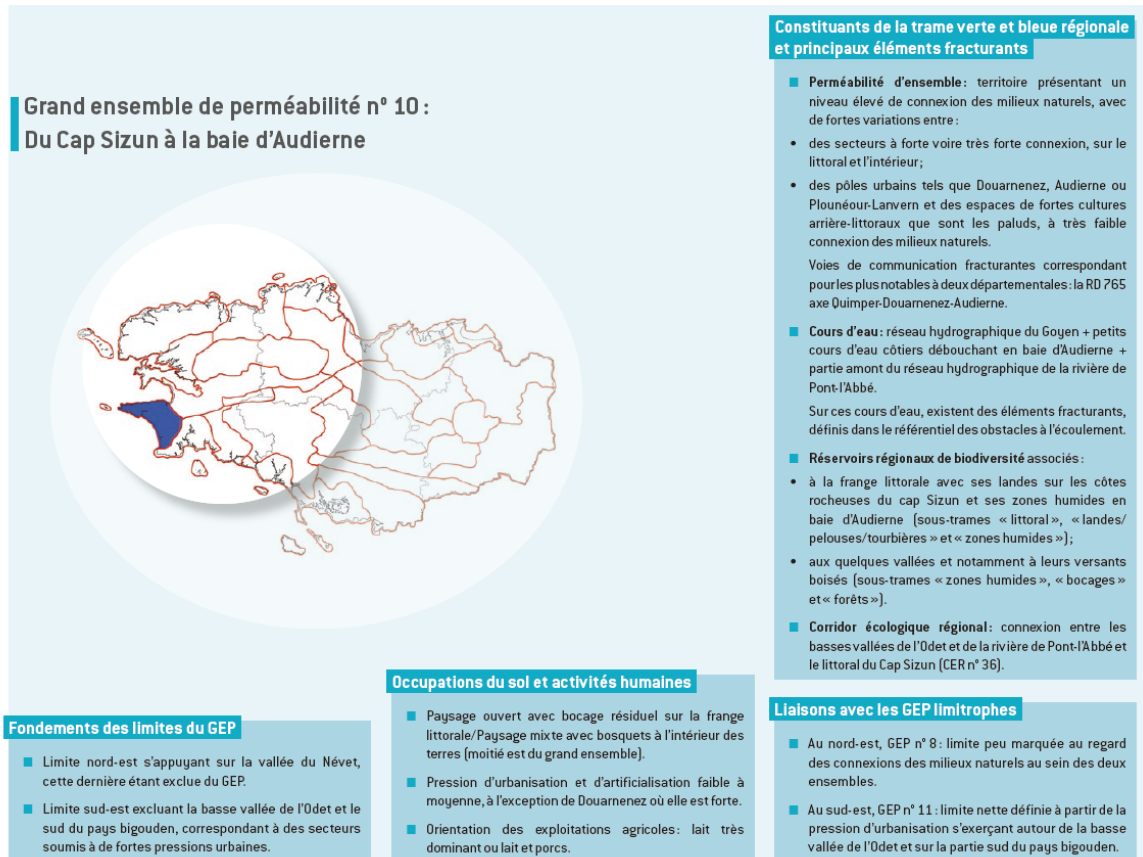 Grand ensemble de perméabilité n° 10 :
Du Cap Sizun à la baie d'Audierne
Constituants de la trame verte et bleue régionale
et principaux éléments fracturants
■ Perméabilité d'ensemble : territoire présentant un
niveau élevé de connexion des milieux naturels, avec
de fortes variations entre :
• des secteurs à forte voire très forte connexion, sur le
littoral et l'intérieur ;
• des pôles urbains tels que Douarnenez, Audierne ou
Plounéour-Lanvern et des espaces de fortes cultures
arrière-littoraux que sont les paluds, à très faible
connexion des milieux naturels.
Voies de communication fracturantes correspondant
pour les plus notables à deux départementales : la RD 765
axe Quimper-Douarnenez-Audierne.
■ Cours d'eau : réseau hydrographique du Goyen + petits
cours d'eau côtiers débouchant en baie d'Audierne +
partie amont du réseau hydrographique de la rivière de
Pont-l'Abbé.
Sur ces cours d'eau, existent des éléments fracturants,
définis dans le référentiel des obstacles à l'écoulement.
■ Réservoirs régionaux de biodiversité associés :
• à la frange littorale avec ses landes sur les côtes
rocheuses du cap Sizun et ses zones humides en
baie d'Audierne (sous-trames « littoral », « landes/
pelouses/tourbières » et « zones humides ») ;
• aux quelques vallées et notamment à leurs versants
boisés (sous-trames « zones humides », « bocages »
et « forêts »).
■ Corridor écologique régional : connexion entre les
basses vallées de l'Odet et de la rivière de Pont-l'Abbé et
le littoral du Cap Sizun (CER n° 36).
Fondements des limites du GEP
■ Limite nord-est s'appuyant sur la vallée du Névet,
cette dernière étant exclue du GEP.
■ Limite sud-est excluant la basse vallée de l'Odet et le
sud du pays bigouden, correspondant à des secteurs
soumis à de fortes pressions urbaines.
Occupations du sol et activités humaines
■ Paysage ouvert avec bocage résiduel sur la frange
littorale/Paysage mixte avec bosquets à l'intérieur des
terres (moitié est du grand ensemble).
■ Pression d'urbanisation et d'artificialisation faible à
moyenne, à l'exception de Douarnenez où elle est forte.
■ Orientation des exploitations agricoles : lait très
dominant ou lait et porcs.
Liaisons avec les GEP limitrophes
■ Au nord-est, GEP n° 8 : limite peu marquée au regard
des connexions des milieux naturels au sein des deux
ensembles.
■ Au sud-est, GEP n° 11 : limite nette définie à partir de la
pression d'urbanisation s'exerçant autour de la basse
vallée de l'Odet et sur la partie sud du pays bigouden.